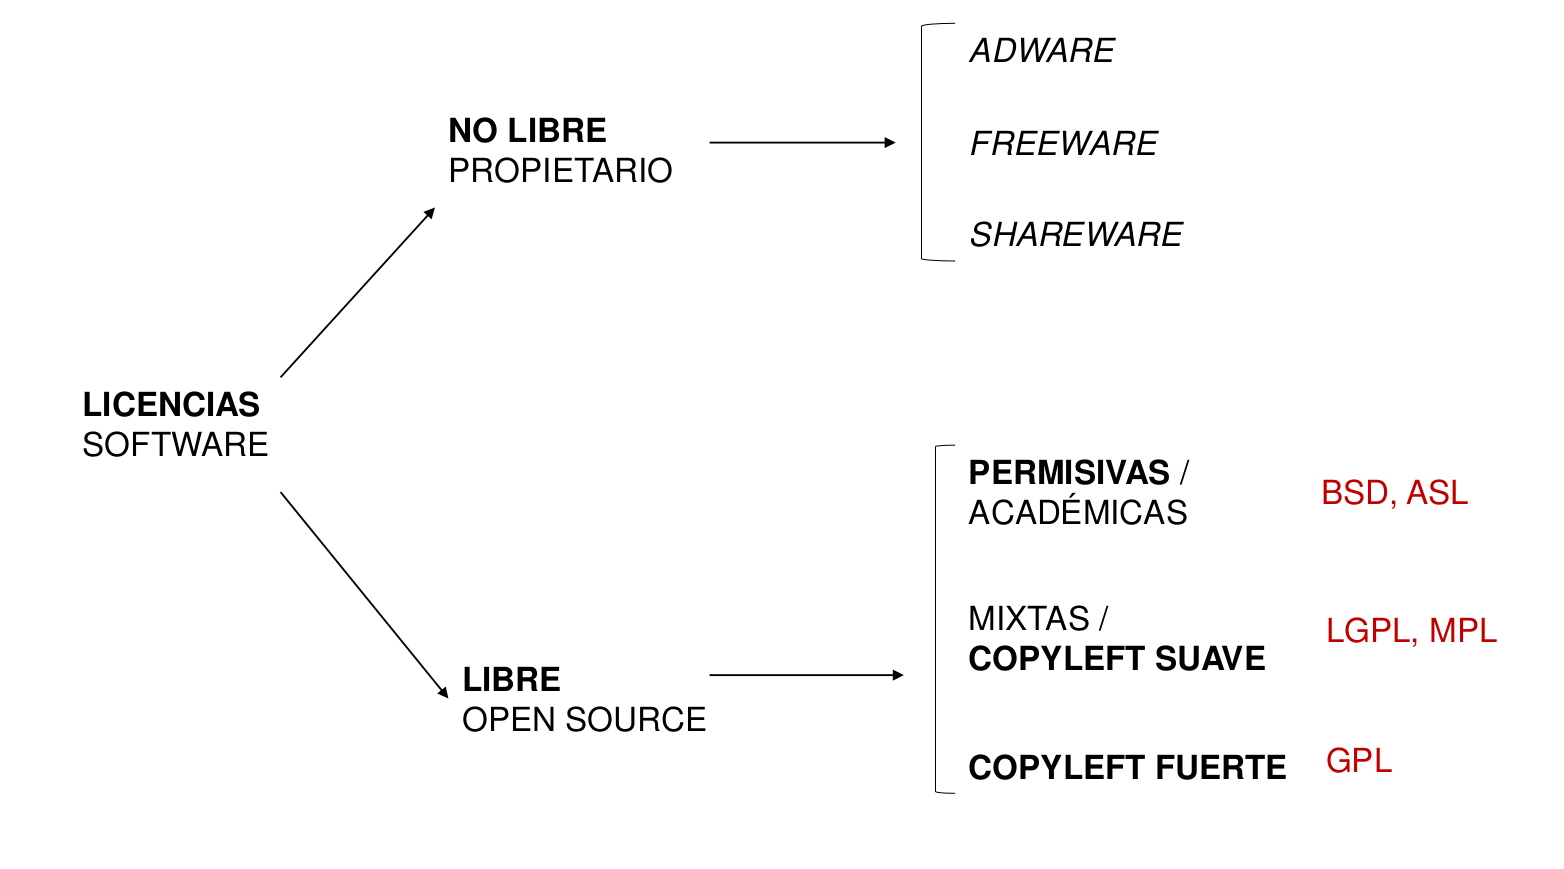 ADWARE
NO LIBRE
PROPIETARIO
FREEWARE
SHAREWARE
LICENCIAS
SOFTWARE
PERMISIVAS /
ACADÉMICAS
BSD, ASL
MIXTAS /
COPYLEFT SUAVE
LGPL, MPL
LIBRE
OPEN SOURCE
COPYLEFT FUERTE
GPL